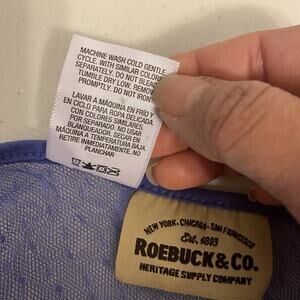 MACHINE WASH COLD GENTLE
CYCLE. WITH SIMILAR COLORS
SEPARATELY. DO NOT BLEACH
TUMBLE DRY LOW. REMOVE
PROMPTLY. DO NOT IRON
LAVAR A MÁQUINA EN FRÍO Y
EN CICLO PARA ROPA DELICADA
CON COLORES SIMILARES.
POR SEPARADO. NO USAR
BLANQUEADOR. SECAR EN
MÁQUINA A TEMPERATURA BAJA.
RETIRE INMEDIATAMENTE. NO
PLANCHAR
NEW YORK, CHICAGO, SAN FRANCISCO
Est. 1893
ROEBUCK & CO.
HERITAGE SUPPLY COMPANY